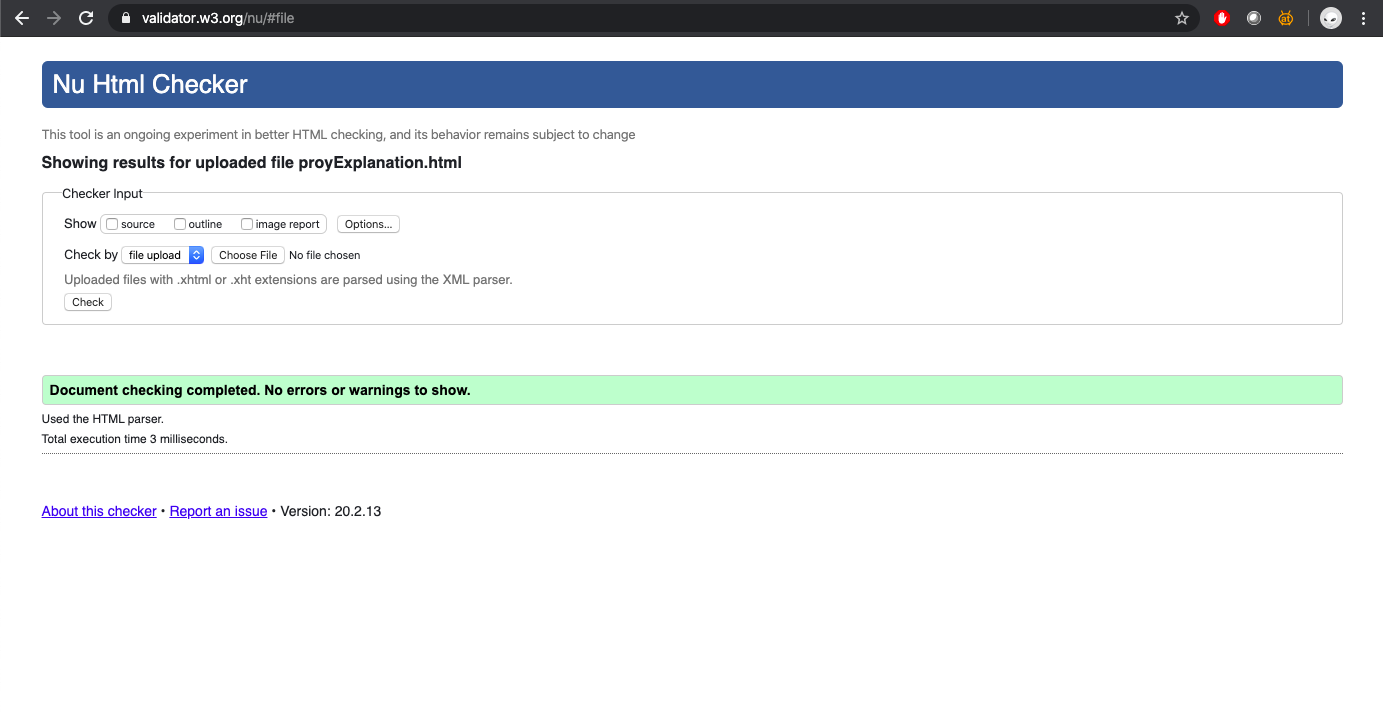 validator.w3.org/nu/#file
Nu Html Checker
This tool is an ongoing experiment in better HTML checking, and its behavior remains subject to change
Showing results for uploaded file proyExplanation.html
Checker Input
Show source outline image report Options...
Check by file upload Choose File No file chosen
Uploaded files with .xhtml or .xht extensions are parsed using the XML parser.
Check
Document checking completed. No errors or warnings to show.
Used the HTML parser.
Total execution time 3 milliseconds.
About this checker • Report an issue • Version: 20.2.13